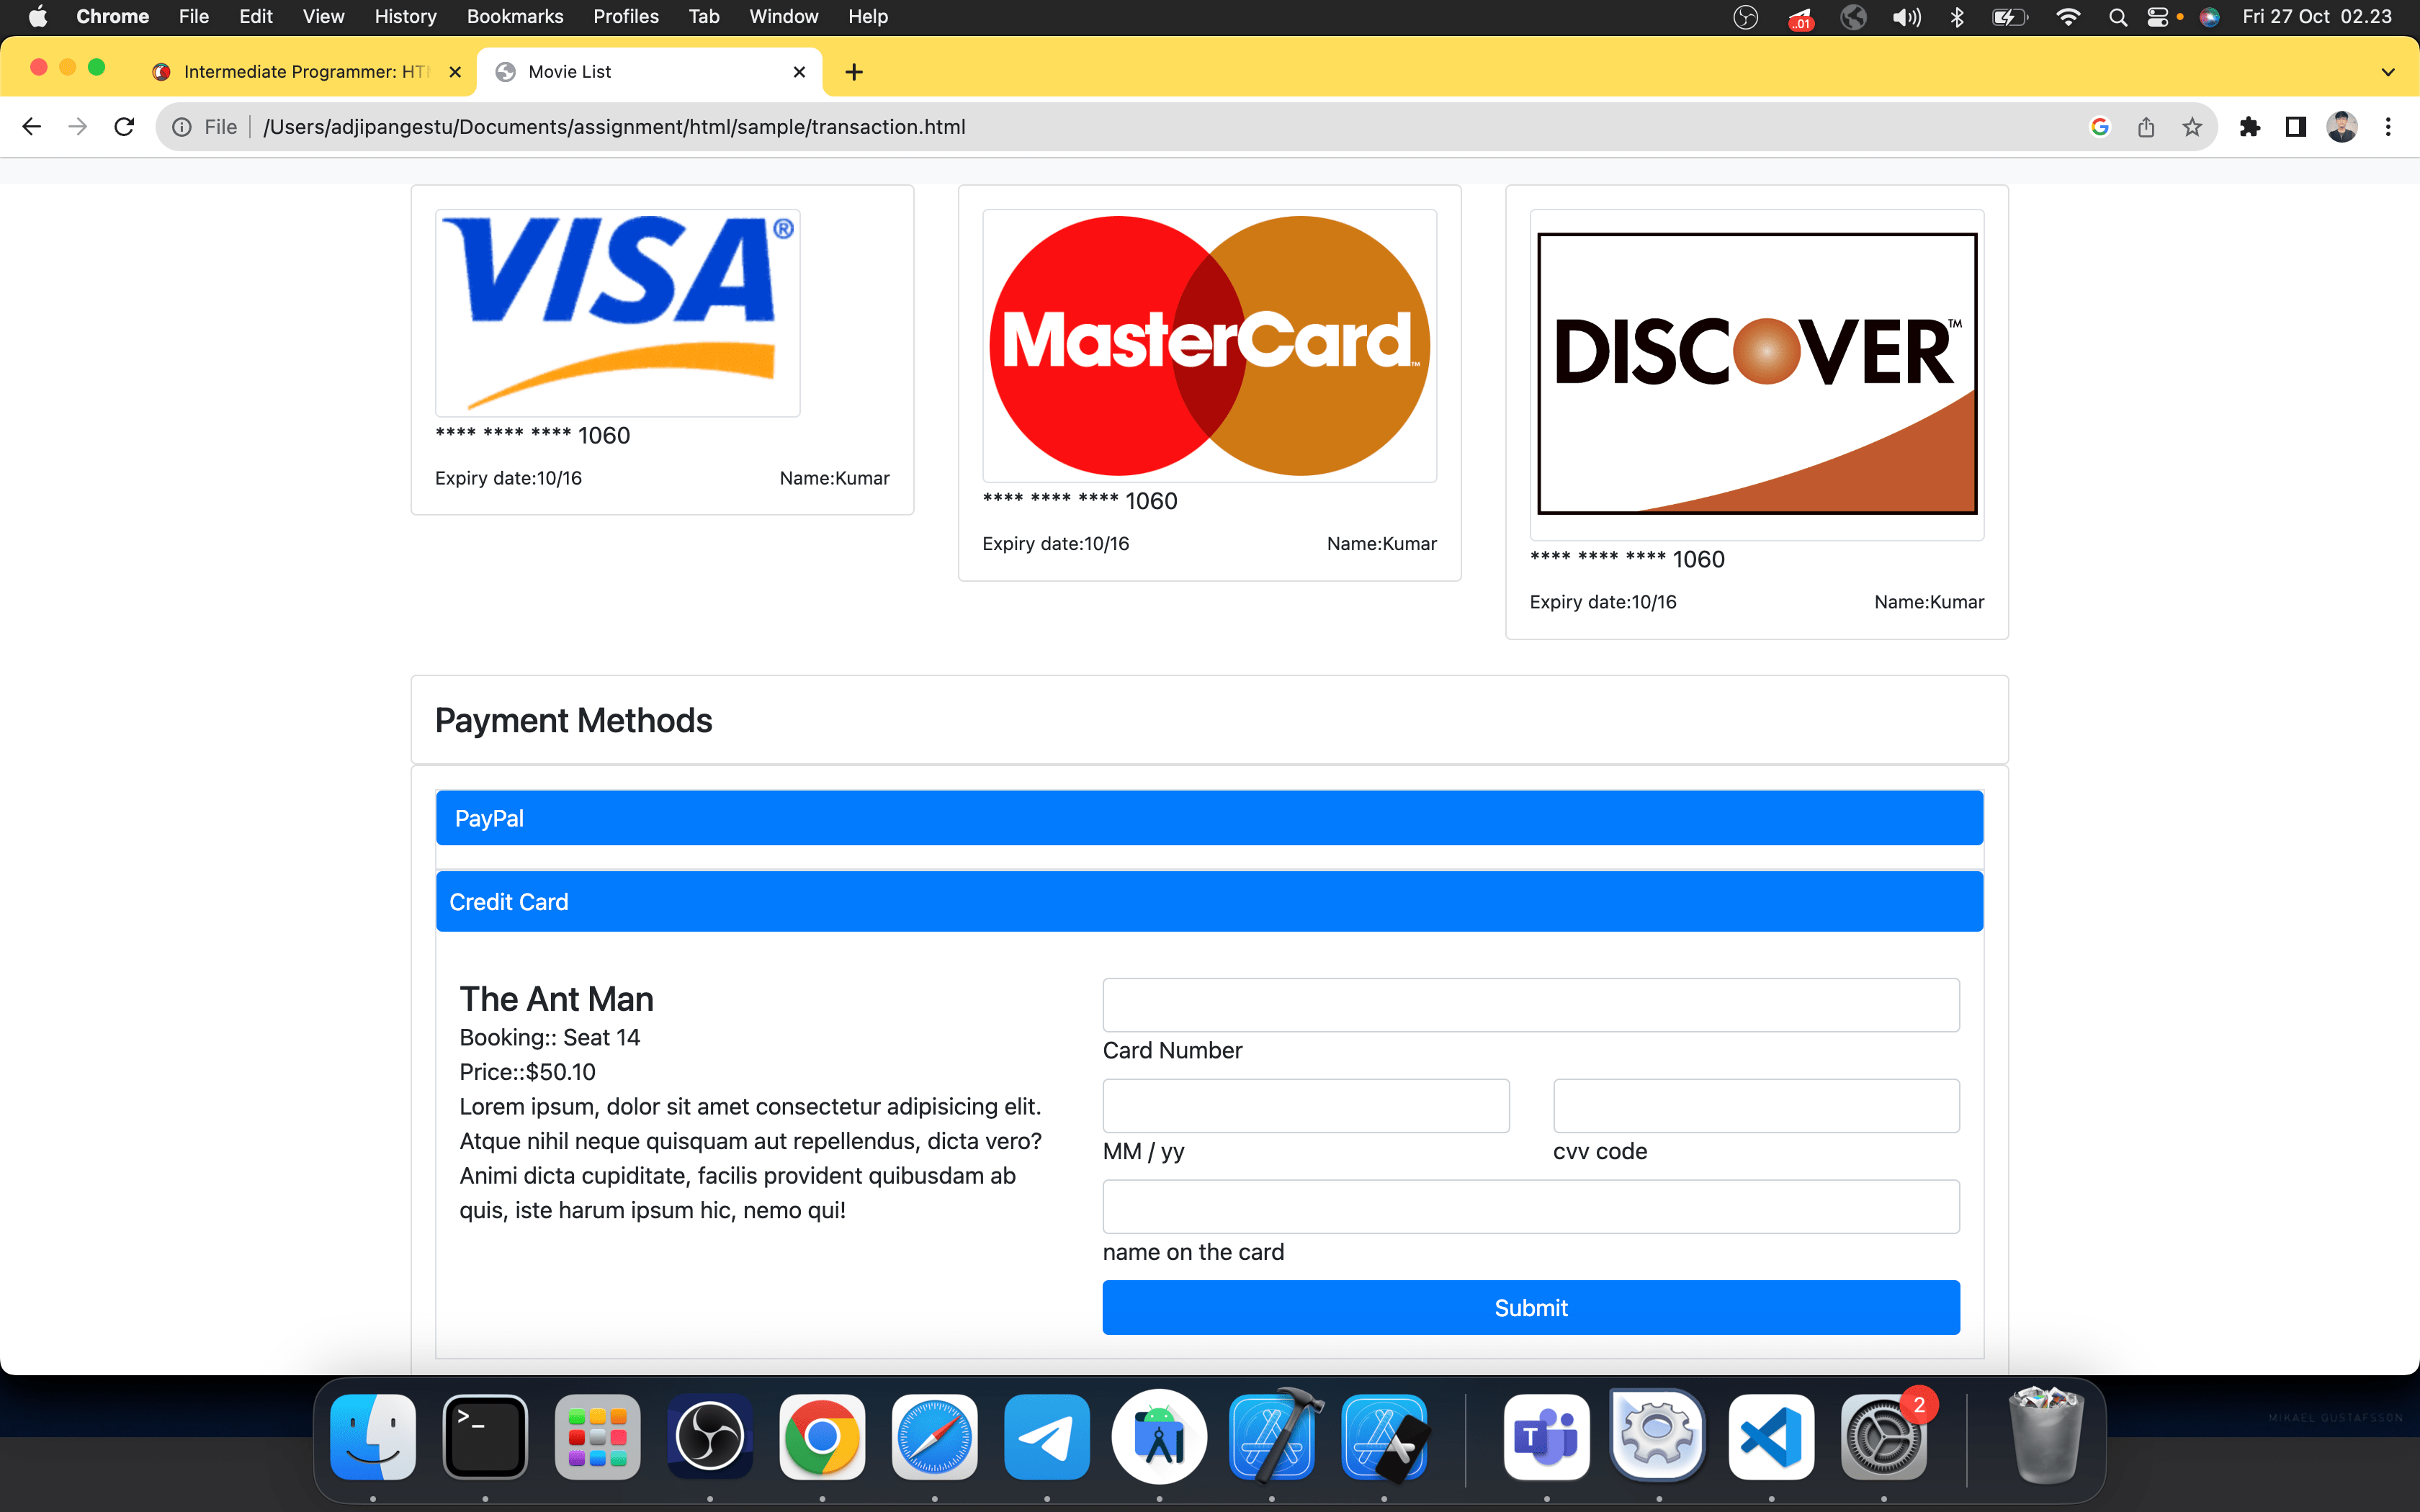 Chrome File Edit View History Bookmarks Profiles Tab Window Help ..01 Fri 27 Oct 02.23
Intermediate Programmer: HT Movie List
File /Users/adjipangestu/Documents/assignment/html/sample/transaction.html
VISA®
MasterCard™
DISCOVER™
**** **** **** 1060
Expiry date:10/16 Name:Kumar
**** **** **** 1060
Expiry date:10/16 Name:Kumar
**** **** **** 1060
Expiry date:10/16 Name:Kumar
Payment Methods
PayPal
Credit Card
The Ant Man
Booking:: Seat 14
Price::$50.10
Lorem ipsum, dolor sit amet consectetur adipisicing elit.
Atque nihil neque quisquam aut repellendus, dicta vero?
Animi dicta cupiditate, facilis provident quibusdam ab
quis, iste harum ipsum hic, nemo qui!
Card Number
MM / yy cvv code
name on the card
Submit
>_
T
2
MIKAEL GUSTAFSSON